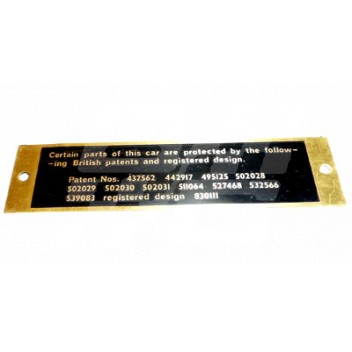 Certain parts of this car are protected by the follow-
-ing British patents and registered design.
Patent Nos. 437562 442917 495125 502028
502029 502030 502031 511064 527468 532566
539083 registered design 830111